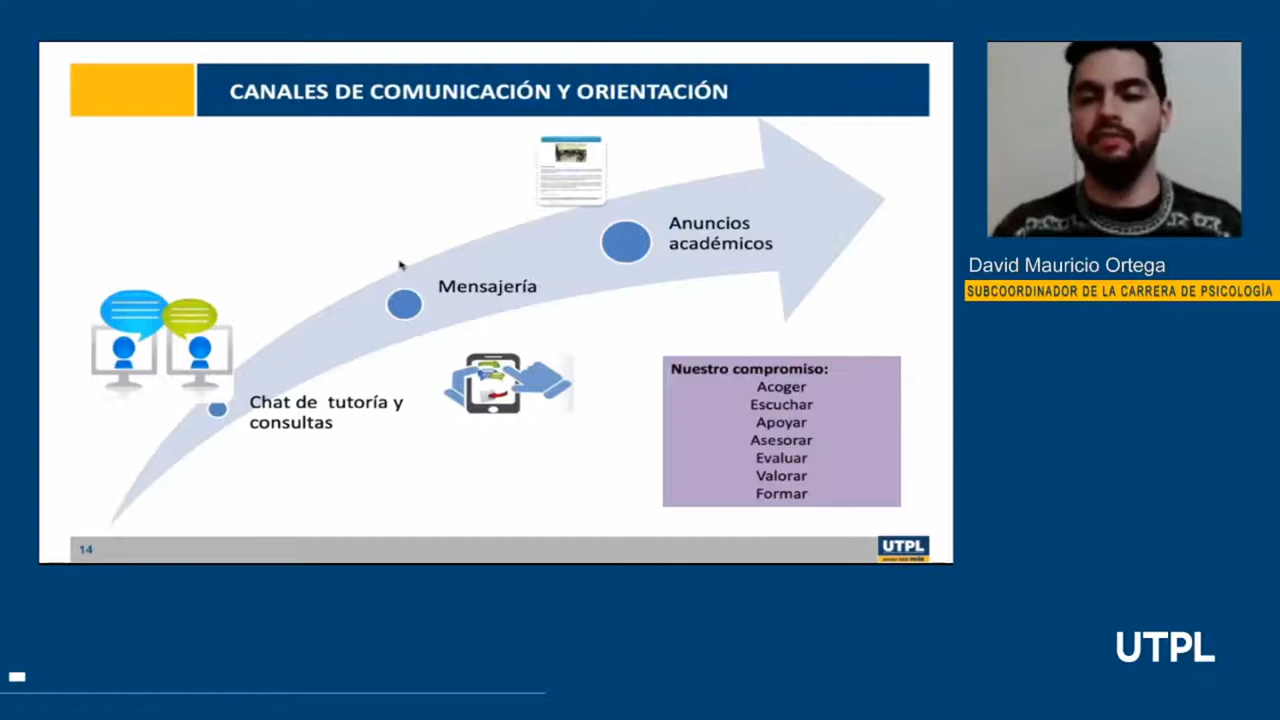 CANALES DE COMUNICACIÓN Y ORIENTACIÓN
Anuncios
académicos
Mensajería
Chat de tutoría y
consultas
Nuestro compromiso:
Acoger
Escuchar
Apoyar
Asesorar
Evaluar
Valorar
Formar
14
UTPL
David Mauricio Ortega
SUBCOORDINADOR DE LA CARRERA DE PSICOLOGÍA
UTPL